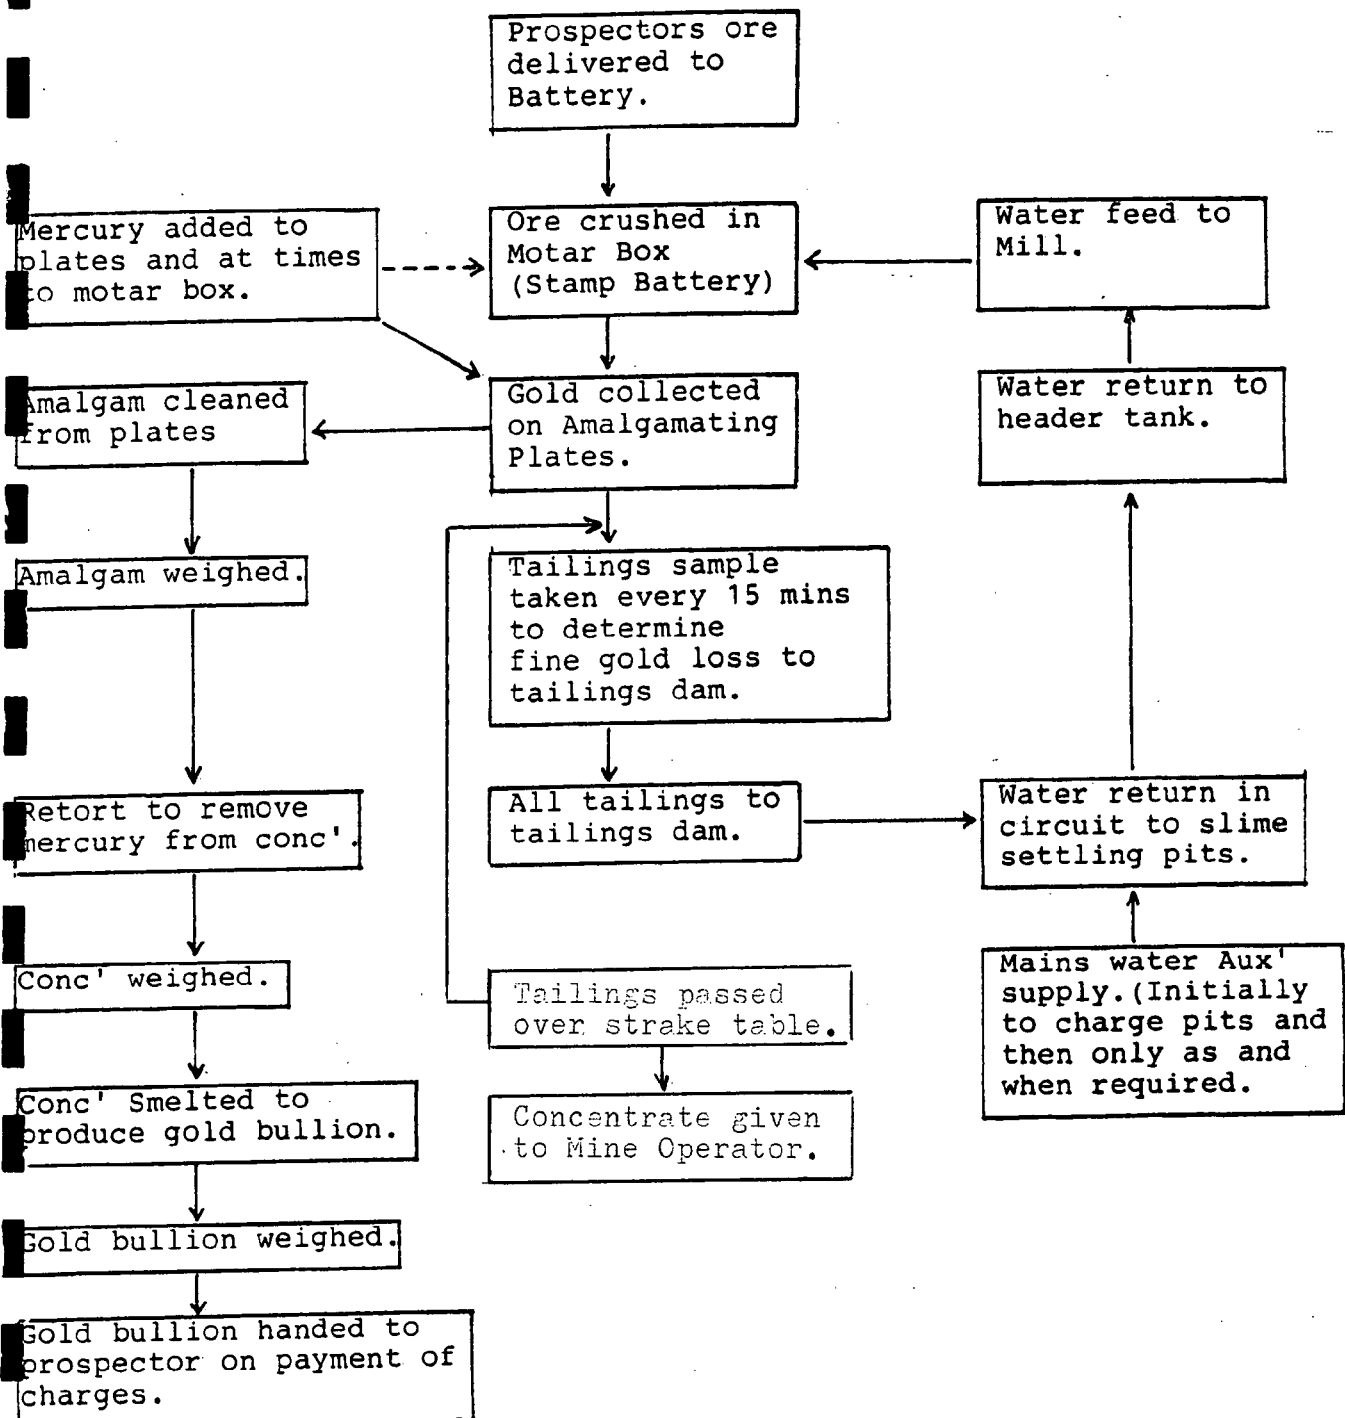 Prospectors ore
delivered to
Battery.
Mercury added to
plates and at times
to motar box.
Ore crushed in
Motar Box
(Stamp Battery)
Water feed to
Mill.
Amalgam cleaned
from plates
Gold collected
on Amalgamating
Plates.
Water return to
header tank.
Amalgam weighed.
Tailings sample
taken every 15 mins
to determine
fine gold loss to
tailings dam.
Retort to remove
mercury from conc'.
All tailings to
tailings dam.
Water return in
circuit to slime
settling pits.
Conc' weighed.
Tailings passed
over strake table.
Mains water Aux'
supply.(Initially
to charge pits and
then only as and
when required.
Conc' Smelted to
produce gold bullion.
Concentrate given
to Mine Operator.
Gold bullion weighed.
Gold bullion handed to
prospector on payment of
charges.